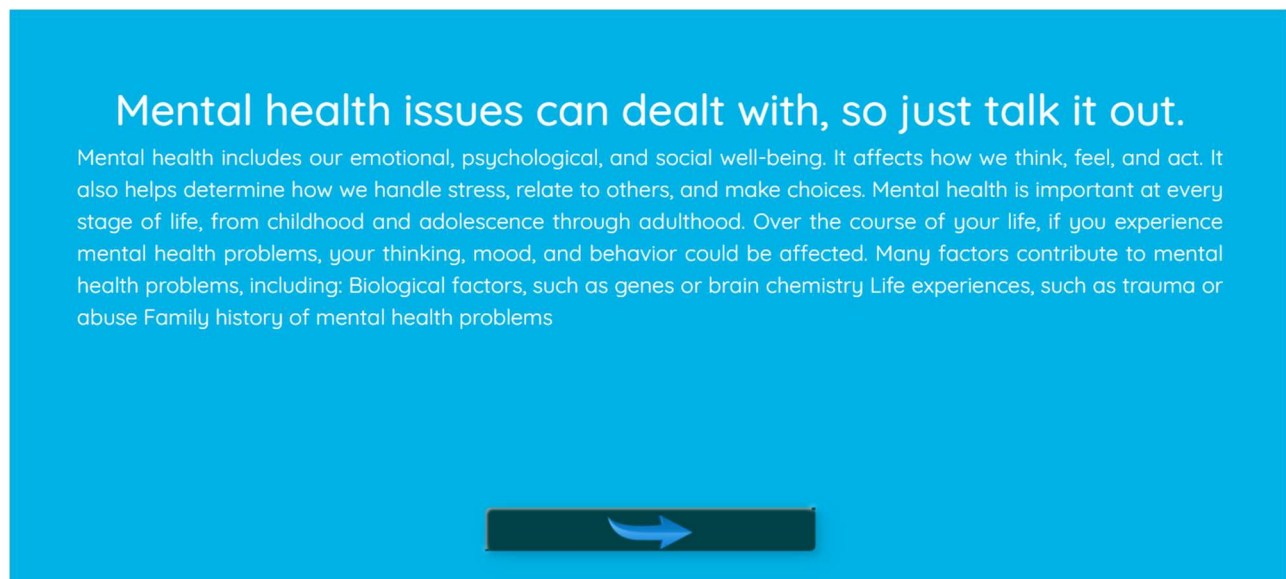 Mental health issues can dealt with, so just talk it out.
Mental health includes our emotional, psychological, and social well-being. It affects how we think, feel, and act. It
also helps determine how we handle stress, relate to others, and make choices. Mental health is important at every
stage of life, from childhood and adolescence through adulthood. Over the course of your life, if you experience
mental health problems, your thinking, mood, and behavior could be affected. Many factors contribute to mental
health problems, including: Biological factors, such as genes or brain chemistry Life experiences, such as trauma or
abuse Family history of mental health problems